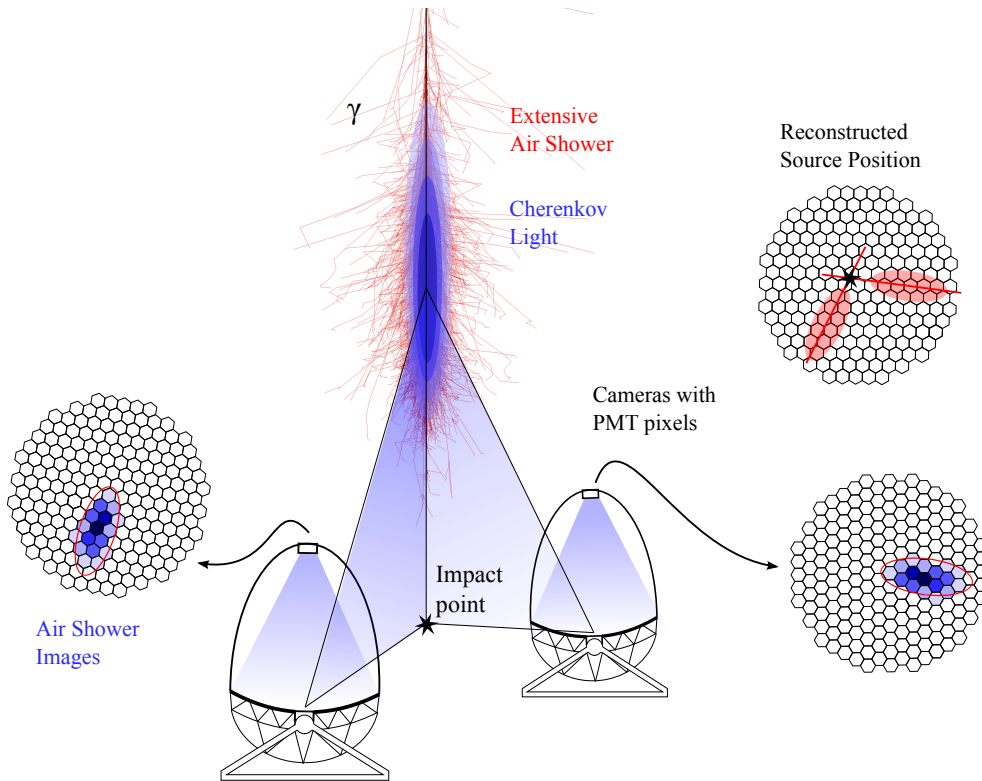 γ
Extensive
Air Shower
Cherenkov
Light
Reconstructed
Source Position
Cameras with
PMT pixels
Impact
point
Air Shower
Images